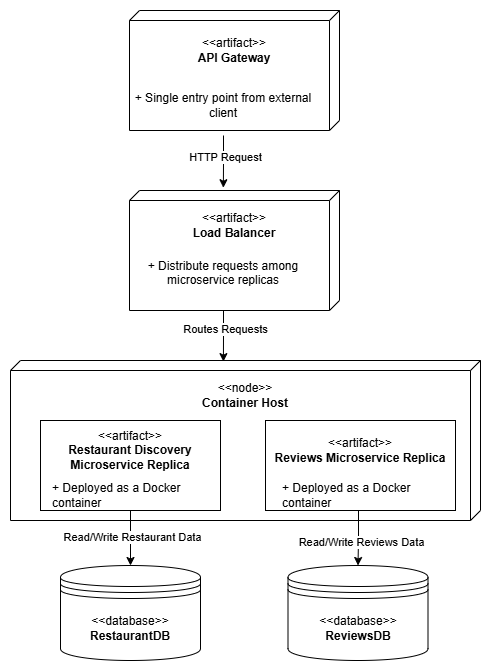 <<artifact>>
API Gateway
+ Single entry point from external
client
HTTP Request
<<artifact>>
Load Balancer
+ Distribute requests among
microservice replicas
Routes Requests
<<node>>
Container Host
<<artifact>>
Restaurant Discovery
Microservice Replica
+ Deployed as a Docker
container
<<artifact>>
Reviews Microservice Replica
+ Deployed as a Docker
container
Read/Write Restaurant Data
Read/Write Reviews Data
<<database>>
RestaurantDB
<<database>>
ReviewsDB